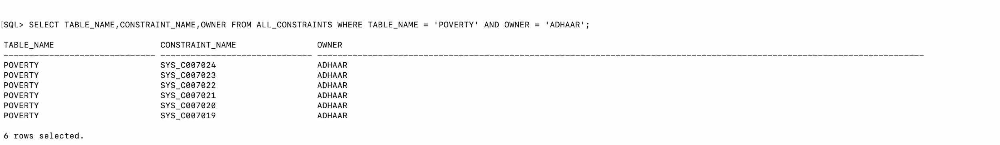 SQL> SELECT TABLE_NAME,CONSTRAINT_NAME,OWNER FROM ALL_CONSTRAINTS WHERE TABLE_NAME = 'POVERTY' AND OWNER = 'ADHAAR';
TABLE_NAME                     CONSTRAINT_NAME                OWNER
------------------------------ ------------------------------ ------------------------------------------------------------------------------------------------------------------------
POVERTY                        SYS_C007024                    ADHAAR
POVERTY                        SYS_C007023                    ADHAAR
POVERTY                        SYS_C007022                    ADHAAR
POVERTY                        SYS_C007021                    ADHAAR
POVERTY                        SYS_C007020                    ADHAAR
POVERTY                        SYS_C007019                    ADHAAR
6 rows selected.